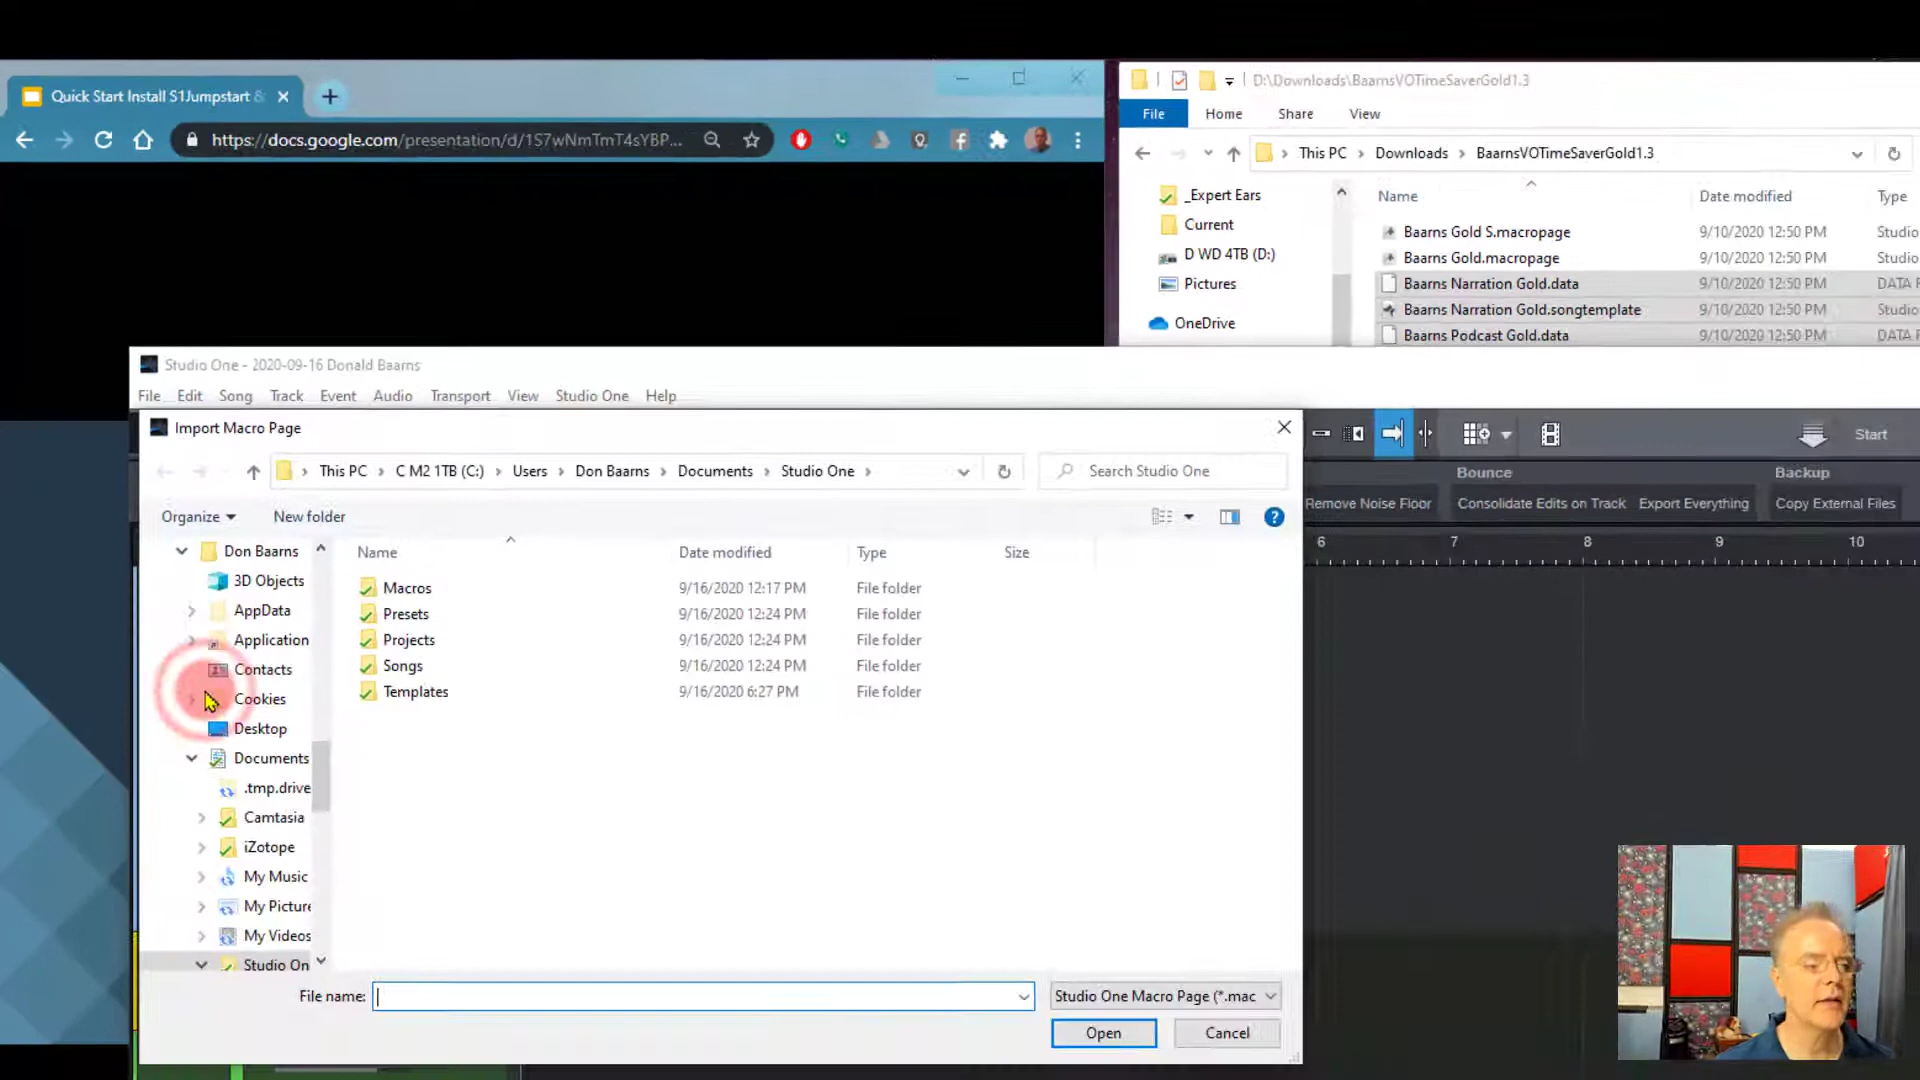 Quick Start Install S1Jumpstart &
https://docs.google.com/presentation/d/1S7wNmTmT4sYBP...
D:\Downloads\BaarnsVOTimeSaverGold1.3
File Home Share View
This PC > Downloads > BaarnsVOTimeSaverGold1.3
_Expert Ears
Current
D WD 4TB (D:)
Pictures
OneDrive
Name Date modified Type
Baarns Gold S.macropage 9/10/2020 12:50 PM Studio
Baarns Gold.macropage 9/10/2020 12:50 PM Studio
Baarns Narration Gold.data 9/10/2020 12:50 PM DATA F
Baarns Narration Gold.songtemplate 9/10/2020 12:50 PM Studio
Baarns Podcast Gold.data 9/10/2020 12:50 PM DATA F
Studio One - 2020-09-16 Donald Baarns
File Edit Song Track Event Audio Transport View Studio One Help
Start
Bounce Backup
Remove Noise Floor Consolidate Edits on Track Export Everything Copy External Files
6 7 8 9 10
Import Macro Page
This PC > C M2 1TB (C:) > Users > Don Baarns > Documents > Studio One >
Search Studio One
Organize New folder
Don Baarns
3D Objects
AppData
Application
Contacts
Cookies
Desktop
Documents
.tmp.drive
Camtasia
iZotope
My Music
My Picture
My Videos
Studio On
Name Date modified Type Size
Macros 9/16/2020 12:17 PM File folder
Presets 9/16/2020 12:24 PM File folder
Projects 9/16/2020 12:24 PM File folder
Songs 9/16/2020 12:24 PM File folder
Templates 9/16/2020 6:27 PM File folder
File name:
Studio One Macro Page (*.mac
Open Cancel